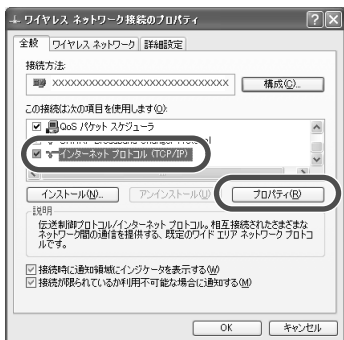 ワイヤレス ネットワーク接続のプロパティ
全般 ワイヤレス ネットワーク 詳細設定
接続方法:
XXXXXXXXXXXXXXXXXXXXXXXXXXXXX 構成(C)...
この接続は次の項目を使用します(O):
QoS パケット スケジューラ
インターネット プロトコル (TCP/IP)
インストール(N)... アンインストール(U) プロパティ(R)
説明
伝送制御プロトコル/インターネット プロトコル。相互接続されたさまざまな
ネットワーク間の通信を提供する、既定のワイド エリア ネットワーク プロトコ
ルです。
接続時に通知領域にインジケータを表示する(W)
接続が限られているか利用不可能な場合に通知する(M)
OK キャンセル